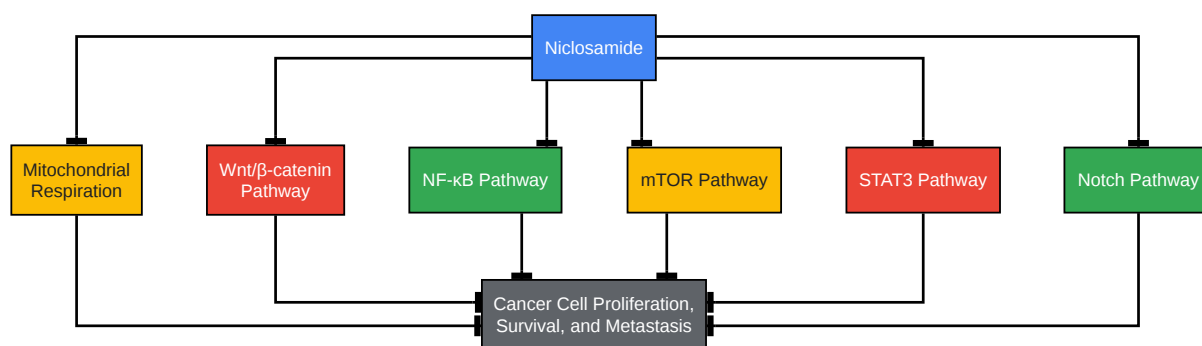 Niclosamide
Mitochondrial
Respiration
Wnt/β-catenin
Pathway
NF-κB Pathway
mTOR Pathway
STAT3 Pathway
Notch Pathway
Cancer Cell Proliferation,
Survival, and Metastasis